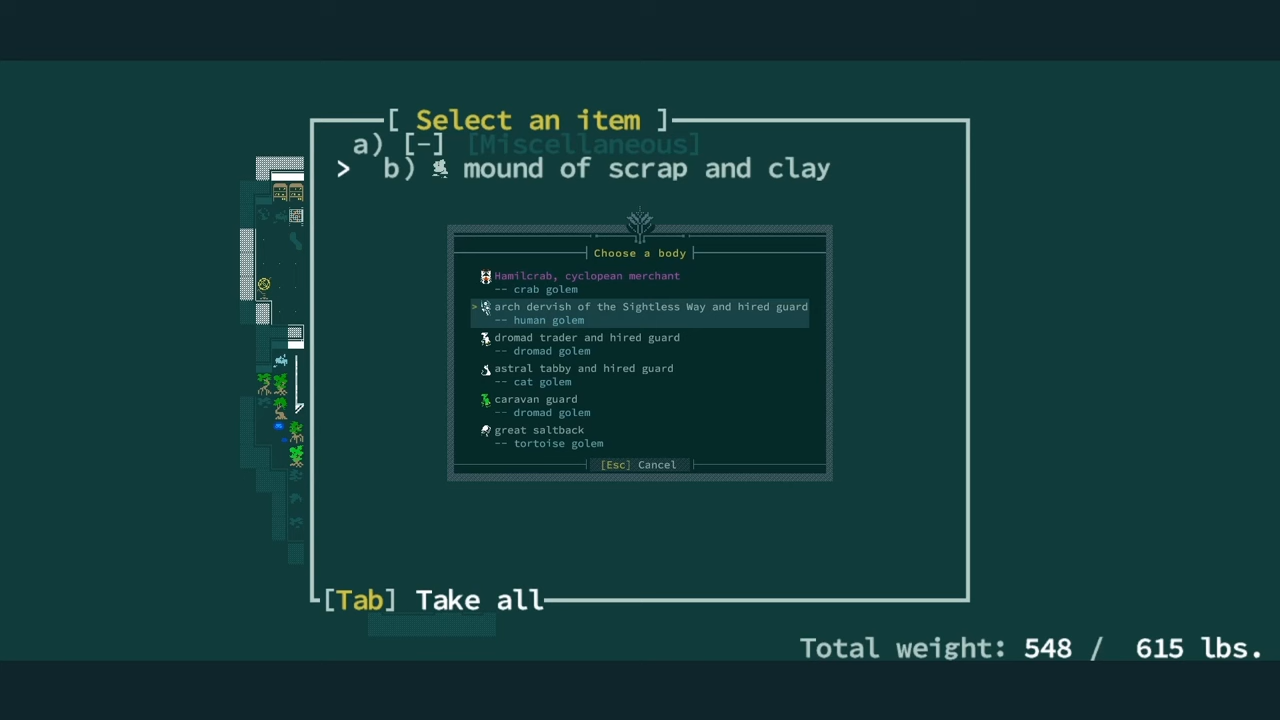 [ Select an item ]
a) [-] [Miscellaneous]
> b) mound of scrap and clay
Choose a body
Hamilcrab, cyclopean merchant
-- crab golem
> arch dervish of the Sightless Way and hired guard
-- human golem
dromad trader and hired guard
-- dromad golem
astral tabby and hired guard
-- cat golem
caravan guard
-- dromad golem
great saltback
-- tortoise golem
[Esc] Cancel
[Tab] Take all
Total weight: 548 / 615 lbs.